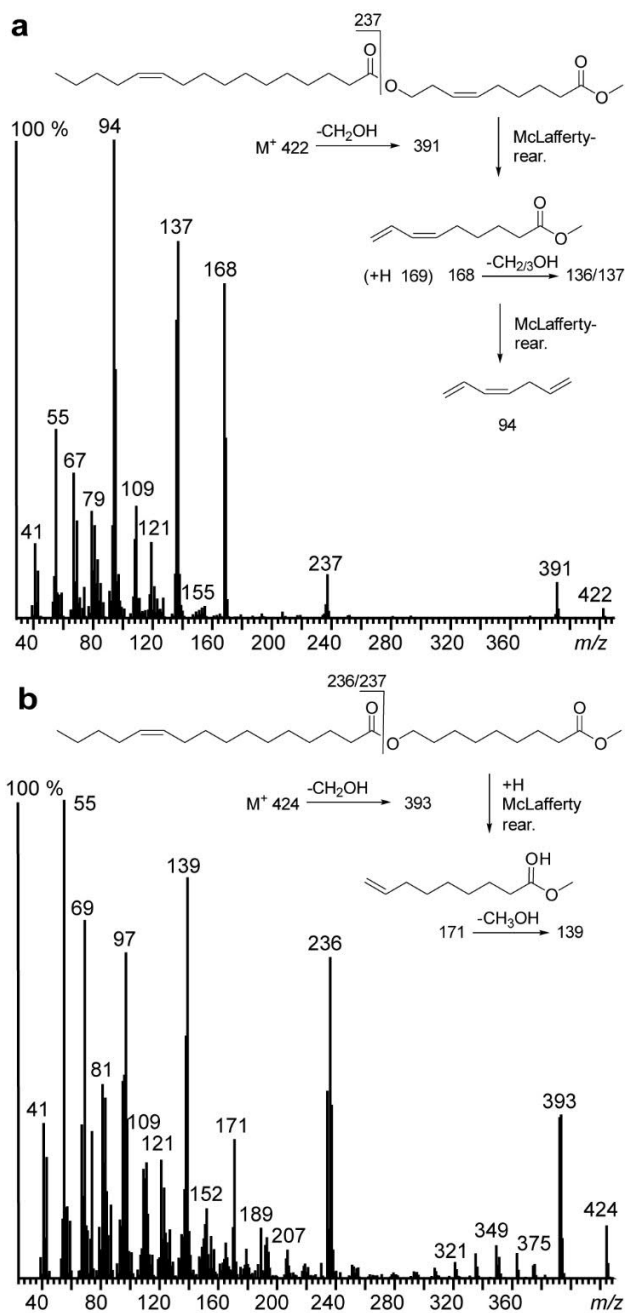 a
237
O
O
O
O
100 %
94
M+ 422 -CH2OH 391
McLafferty-
rear.
137
168
O
O
(+H 169) 168 -CH2/3OH 136/137
McLafferty-
rear.
94
55
67
79
109
121
41
155
237
391
422
40 80 120 160 200 240 280 320 360 m/z
b
236/237
O
O
O
O
100 %
55
M+ 424 -CH2OH 393
+H
McLafferty
rear.
OH
O
171 -CH3OH 139
139
69
97
236
81
41
109
121
171
152
189
207
321
349
375
393
424
40 80 120 160 200 240 280 320 360 m/z